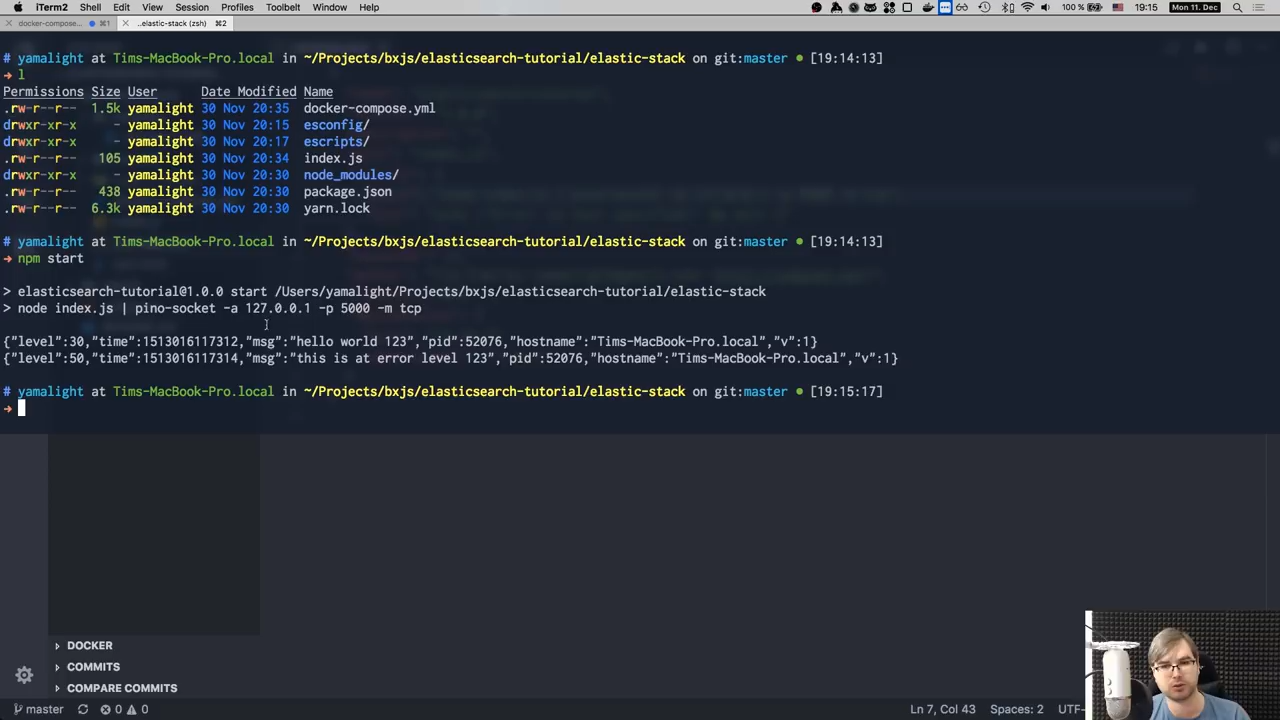 iTerm2 Shell Edit View Session Profiles Toolbelt Window Help 100 % 19:15 Mon 11. Dec
docker-compose... ⌘1 ..elastic-stack (zsh) ⌘2
# yamalight at Tims-MacBook-Pro.local in ~/Projects/bxjs/elasticsearch-tutorial/elastic-stack on git:master ● [19:14:13]
➜ l
Permissions Size User Date Modified Name
.rw-r--r-- 1.5k yamalight 30 Nov 20:35 docker-compose.yml
drwxr-xr-x - yamalight 30 Nov 20:15 esconfig/
drwxr-xr-x - yamalight 30 Nov 20:17 escripts/
.rw-r--r-- 105 yamalight 30 Nov 20:34 index.js
drwxr-xr-x - yamalight 30 Nov 20:30 node_modules/
.rw-r--r-- 438 yamalight 30 Nov 20:30 package.json
.rw-r--r-- 6.3k yamalight 30 Nov 20:30 yarn.lock
# yamalight at Tims-MacBook-Pro.local in ~/Projects/bxjs/elasticsearch-tutorial/elastic-stack on git:master ● [19:14:13]
➜ npm start
> elasticsearch-tutorial@1.0.0 start /Users/yamalight/Projects/bxjs/elasticsearch-tutorial/elastic-stack
> node index.js | pino-socket -a 127.0.0.1 -p 5000 -m tcp
{"level":30,"time":1513016117312,"msg":"hello world 123","pid":52076,"hostname":"Tims-MacBook-Pro.local","v":1}
{"level":50,"time":1513016117314,"msg":"this is at error level 123","pid":52076,"hostname":"Tims-MacBook-Pro.local","v":1}
# yamalight at Tims-MacBook-Pro.local in ~/Projects/bxjs/elasticsearch-tutorial/elastic-stack on git:master ● [19:15:17]
➜
DOCKER
COMMITS
COMPARE COMMITS
master 0 0 Ln 7, Col 43 Spaces: 2 UTF-